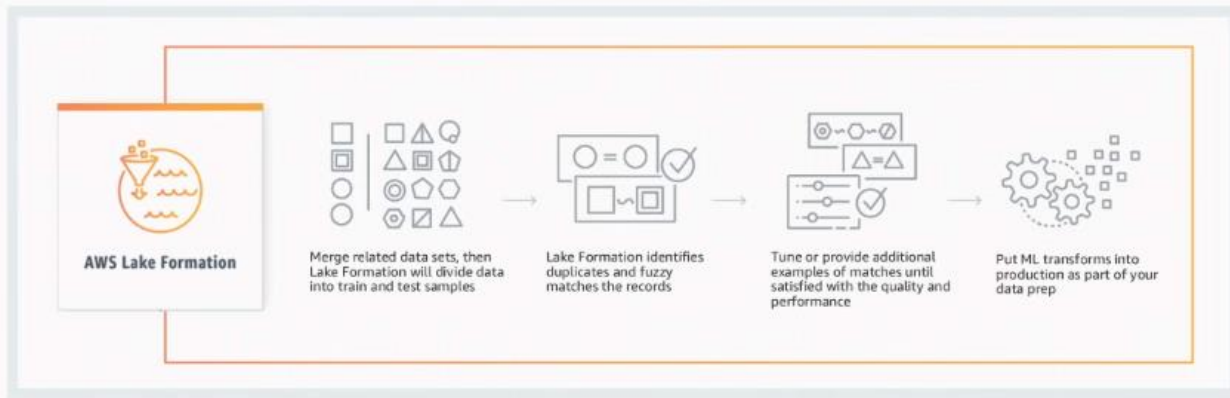 AWS Lake Formation
Merge related data sets, then
Lake Formation will divide data
into train and test samples
Lake Formation identifies
duplicates and fuzzy
matches the records
Tune or provide additional
examples of matches until
satisfied with the quality and
performance
Put ML transforms into
production as part of your
data prep